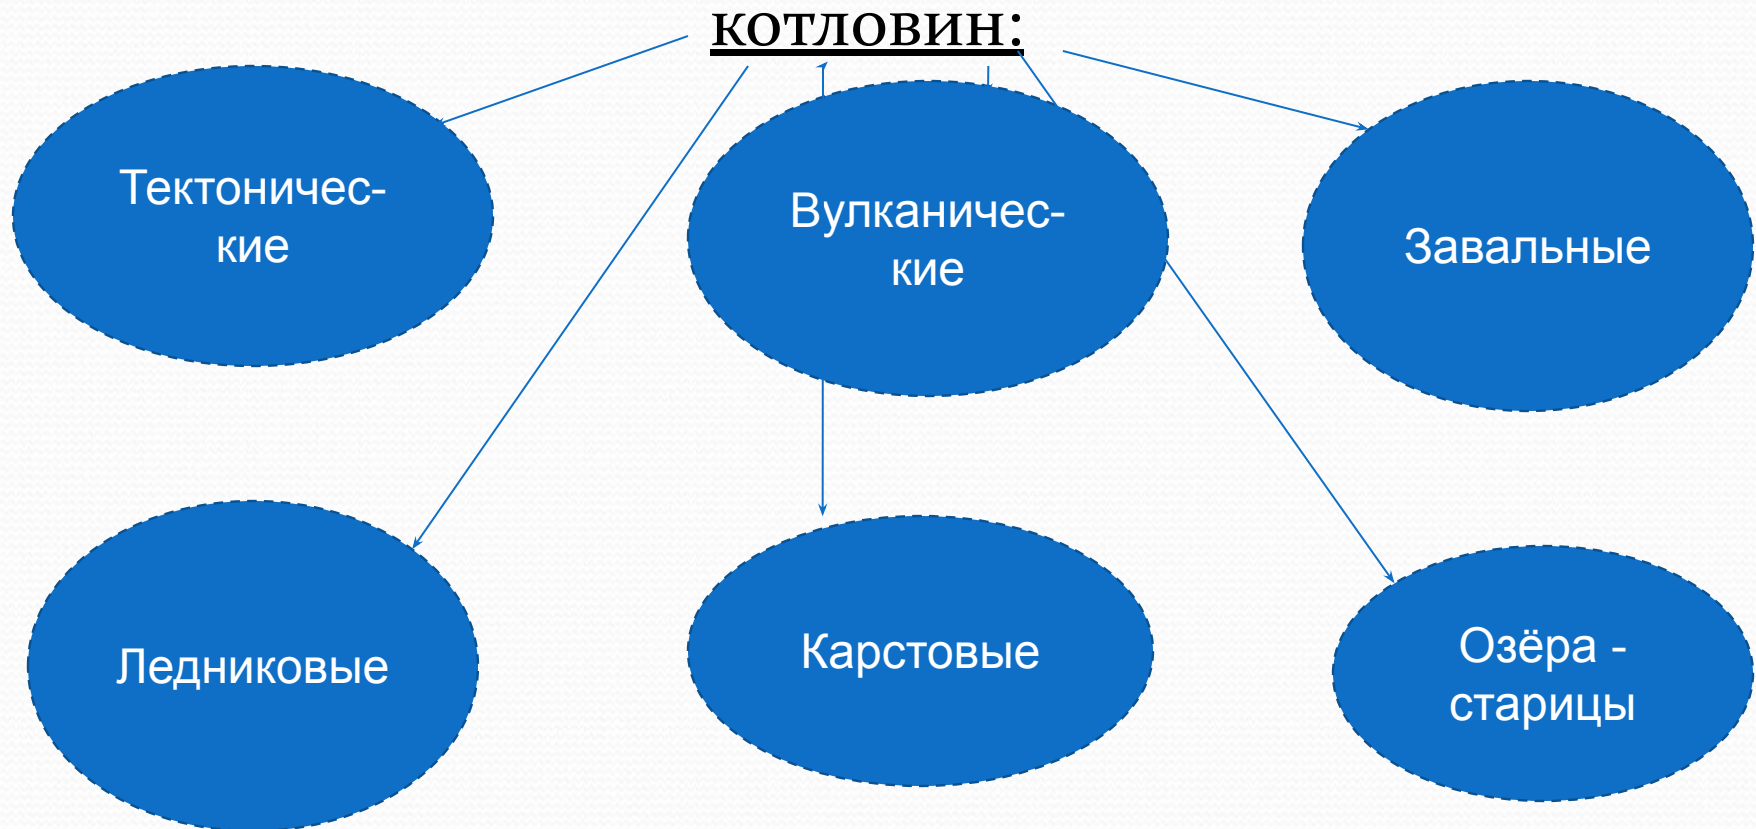 котловин:
Тектоничес-
кие
Вулканичес-
кие
Завальные
Ледниковые
Карстовые
Озёра -
старицы